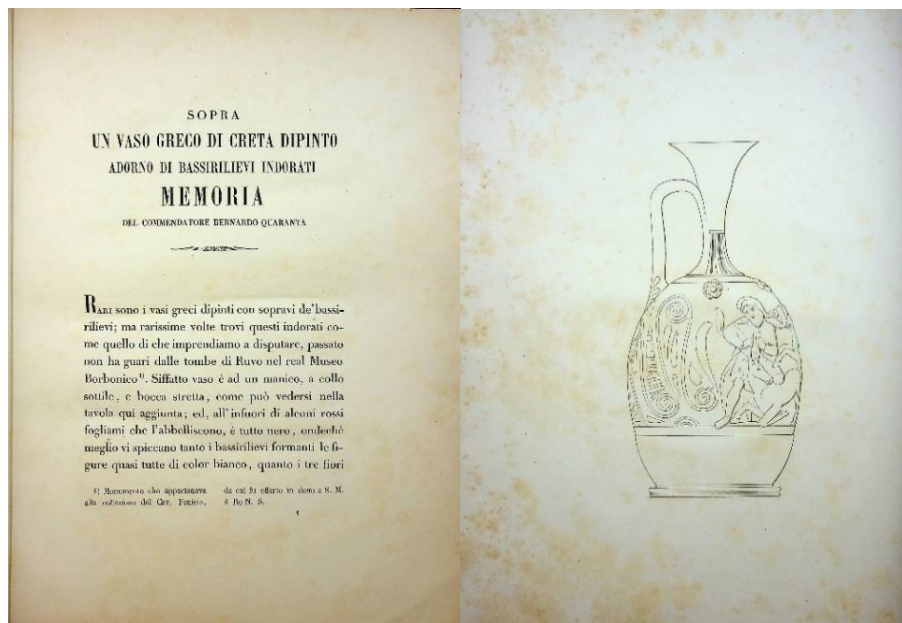 SOPRA
UN VASO GRECO DI CRETA DIPINTO
ADORNO DI BASSIRILIEVI INDORATI
MEMORIA
DEL COMMENDATORE BERNARDO QUARANTA
RARI sono i vasi greci dipinti con sopravi de' bassi-
rilievi; ma rarissime volte trovi questi indorati co-
me quello di che imprendiamo a disputare, passato
non ha guari dalle tombe di Ruvo nel real Museo
Borbonico¹⁾. Siffatto vaso è ad un manico, a collo
sottile, e bocca stretta, come può vedersi nella
tavola qui aggiunta; ed, all' infuori di alcuni rossi
fogliami che l'abbelliscono, è tutto nero, ondechè
meglio vi spiccano tanto i bassirilievi formanti le fi-
gure quasi tutte di color bianco, quanto i tre fiori
1) Monumento che apparteneva
alla collezione del Cav.
da cui fu offerto in dono a S. M.
il Re N. S.
1